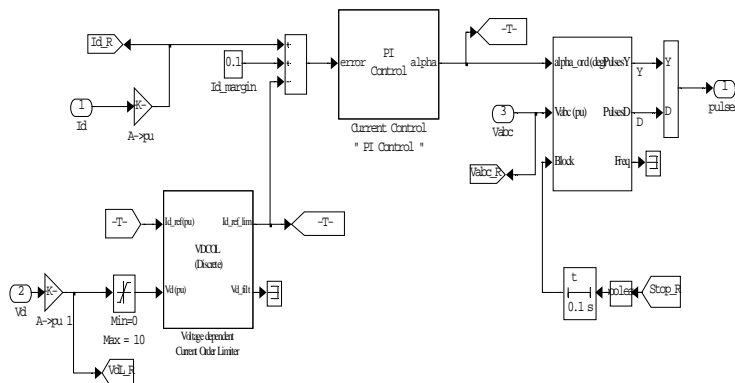 Id_R
1
Id
K-
A->pu
0.1
Id_margin
+
+
-
error
PI
Control
alpha
Current Control
" PI Control "
-T-
alpha_ord(deg)
PulsesY
Vabc (pu)
PulsesD
Block
Freq
Y
D
Y
D
1
pulse
3
Vabc
Vabc_R
t
0.1 s
Stop_R
-T-
Id_ref(pu)
Id_ref_lim
VDCOL
(Discrete)
Vd(pu)
Vd_filt
-T-
Voltage dependent
Current Order Limiter
2
Vd
K-
A->pu 1
Min=0
Max = 10
VdL_R